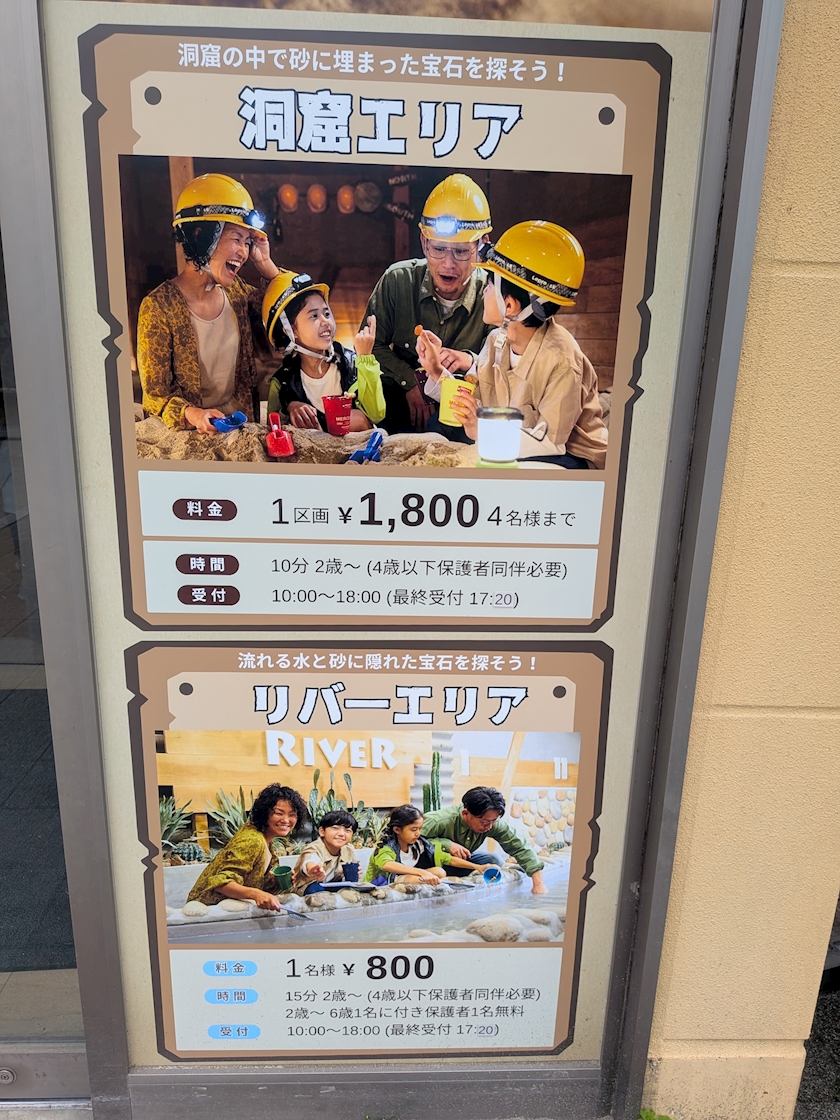 洞窟の中で砂に埋まった宝石を探そう！
洞窟エリア
料金 1区画 ¥1,800 4名様まで
時間 10分 2歳〜 (4歳以下保護者同伴必要)
受付 10:00〜18:00 (最終受付 17:20)
流れる水と砂に隠れた宝石を探そう！
リバーエリア
RIVER
料金 1名様 ¥ 800
時間 15分 2歳〜 (4歳以下保護者同伴必要)
2歳〜 6歳1名に付き保護者1名無料
受付 10:00〜18:00 (最終受付 17:20)